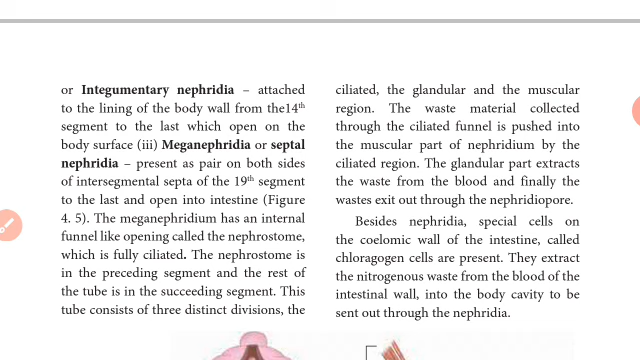 or Integumentary nephridia – attached
to the lining of the body wall from the14th
segment to the last which open on the
body surface (iii) Meganephridia or septal
nephridia – present as pair on both sides
of intersegmental septa of the 19th segment
to the last and open into intestine (Figure
4. 5). The meganephridium has an internal
funnel like opening called the nephrostome,
which is fully ciliated. The nephrostome is
in the preceding segment and the rest of
the tube is in the succeeding segment. This
tube consists of three distinct divisions, the
ciliated, the glandular and the muscular
region. The waste material collected
through the ciliated funnel is pushed into
the muscular part of nephridium by the
ciliated region. The glandular part extracts
the waste from the blood and finally the
wastes exit out through the nephridiopore.
Besides nephridia, special cells on
the coelomic wall of the intestine, called
chloragogen cells are present. They extract
the nitrogenous waste from the blood of the
intestinal wall, into the body cavity to be
sent out through the nephridia.